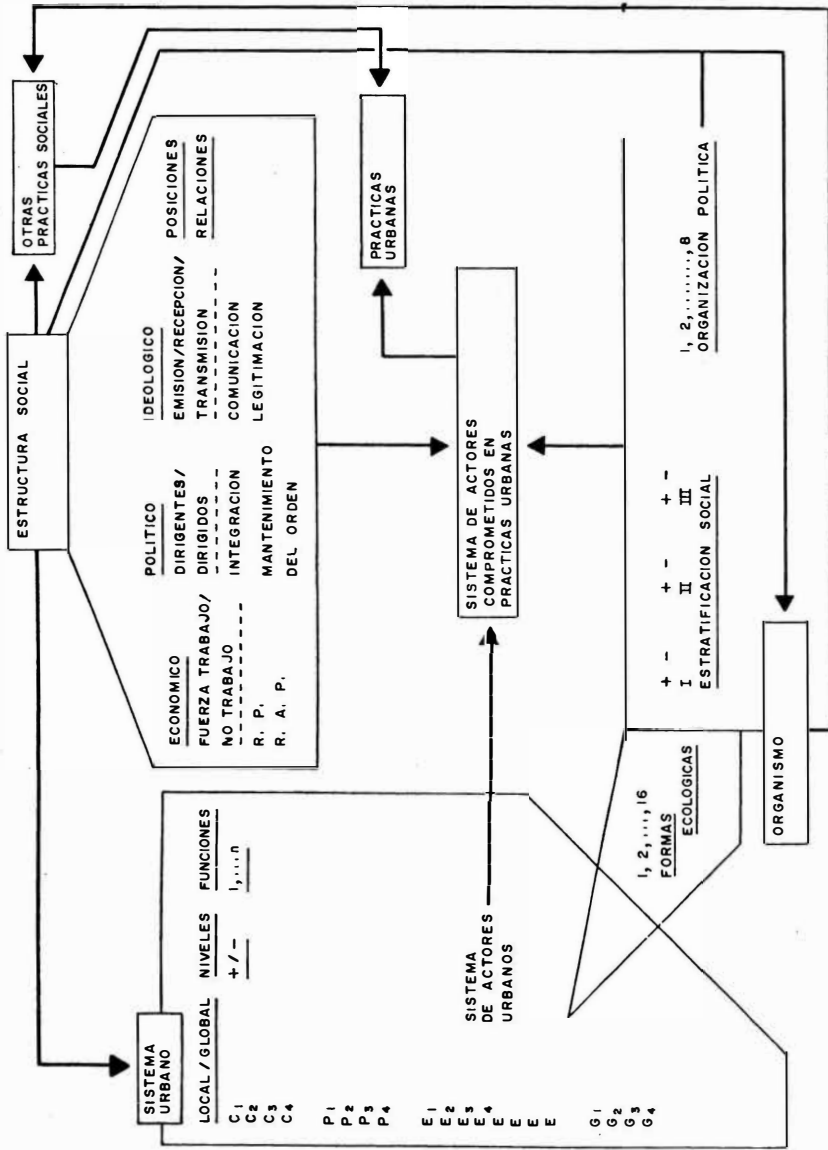 ESTRUCTURA SOCIAL
OTRAS
PRACTICAS SOCIALES
ECONOMICO
FUERZA TRABAJO/
NO TRABAJO
R. P.
R. A. P.
POLITICO
DIRIGENTES/
DIRIGIDOS
INTEGRACION
MANTENIMIENTO
DEL ORDEN
IDEOLOGICO
EMISION/RECEPCION/
TRANSMISION
COMUNICACION
LEGITIMACION
POSICIONES
RELACIONES
SISTEMA
URBANO
LOCAL / GLOBAL
NIVELES
FUNCIONES
+ / -
1,...n
C1
C2
C3
C4
P1
P2
P3
P4
E1
E2
E3
E4
E
E
E
E
G1
G2
G3
G4
SISTEMA
DE ACTORES
URBANOS
SISTEMA DE ACTORES
COMPROMETIDOS EN
PRACTICAS URBANAS
PRACTICAS
URBANAS
1, 2, ..., 16
FORMAS
ECOLOGICAS
+ - + - + -
I II III
ESTRATIFICACION SOCIAL
1, 2, ......., 8
ORGANIZACION POLITICA
ORGANISMO